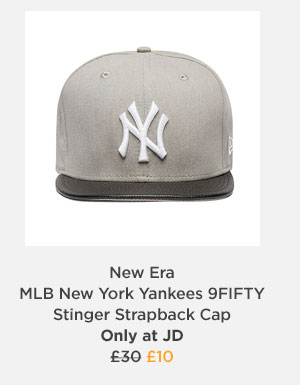 NY
New Era
MLB New York Yankees 9FIFTY
Stinger Strapback Cap
Only at JD
£30 £10